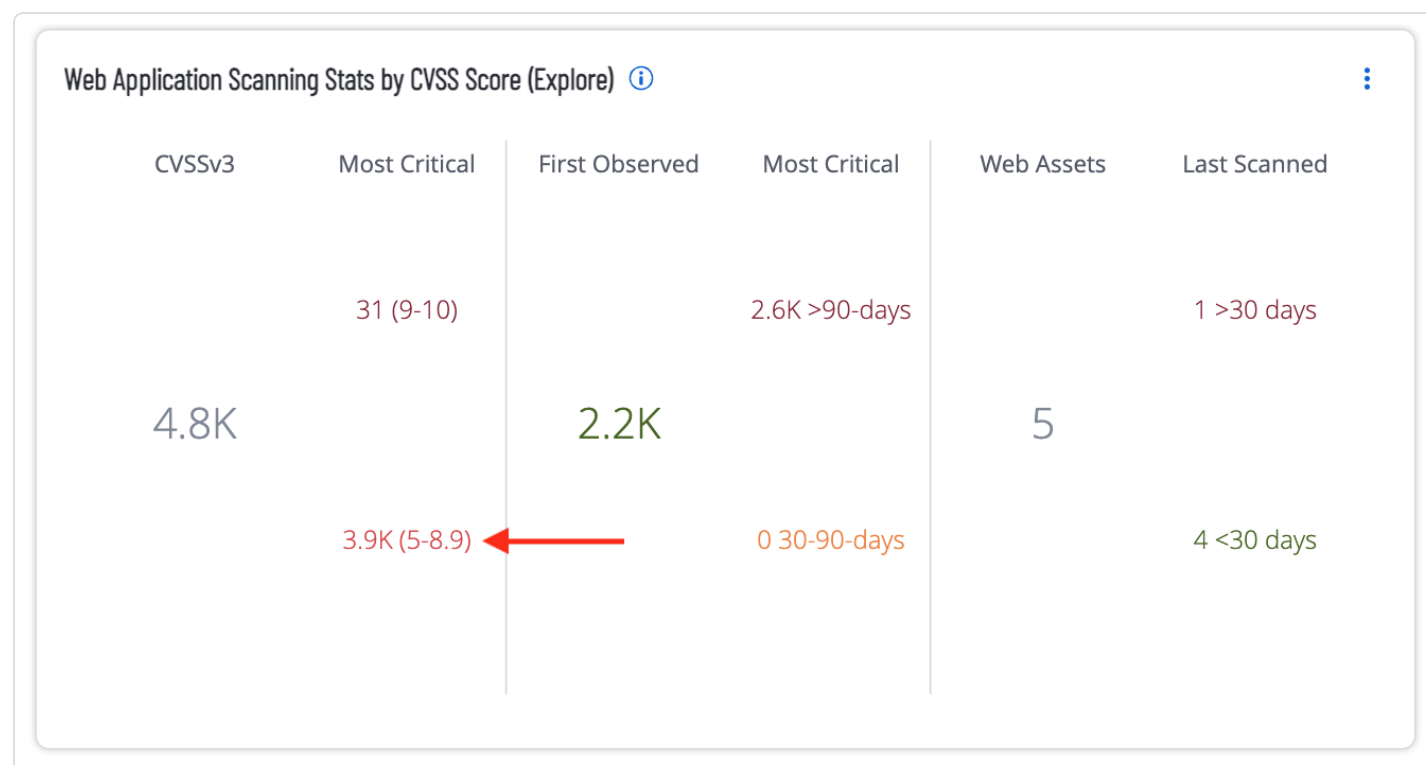 Web Application Scanning Stats by CVSS Score (Explore)
CVSSv3 Most Critical First Observed Most Critical Web Assets Last Scanned
31 (9-10) 2.6K >90-days 1 >30 days
4.8K 2.2K 5
3.9K (5-8.9) 0 30-90-days 4 <30 days